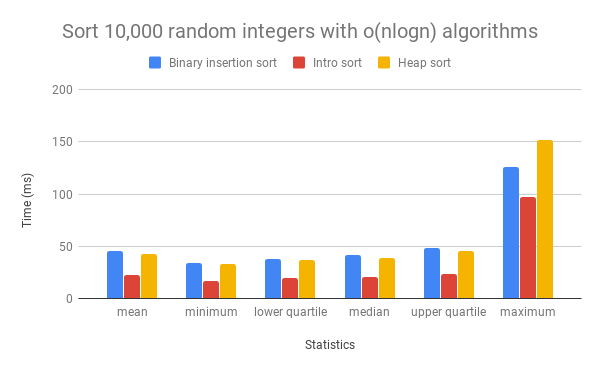 Sort 10,000 random integers with o(nlogn) algorithms
Binary insertion sort Intro sort Heap sort
200
150
100
50
0
Time (ms)
mean minimum lower quartile median upper quartile maximum
Statistics